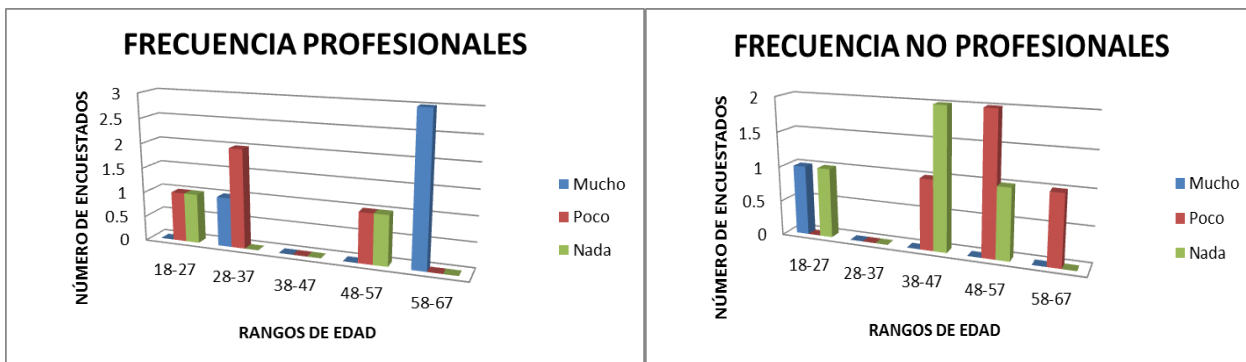 FRECUENCIA PROFESIONALES
NÚMERO DE ENCUESTADOS
3
2.5
2
1.5
1
0.5
0
18-27
28-37
38-47
48-57
58-67
RANGOS DE EDAD
Mucho
Poco
Nada
FRECUENCIA NO PROFESIONALES
NÚMERO DE ENCUESTADOS
2
1.5
1
0.5
0
18-27
28-37
38-47
48-57
58-67
RANGOS DE EDAD
Mucho
Poco
Nada